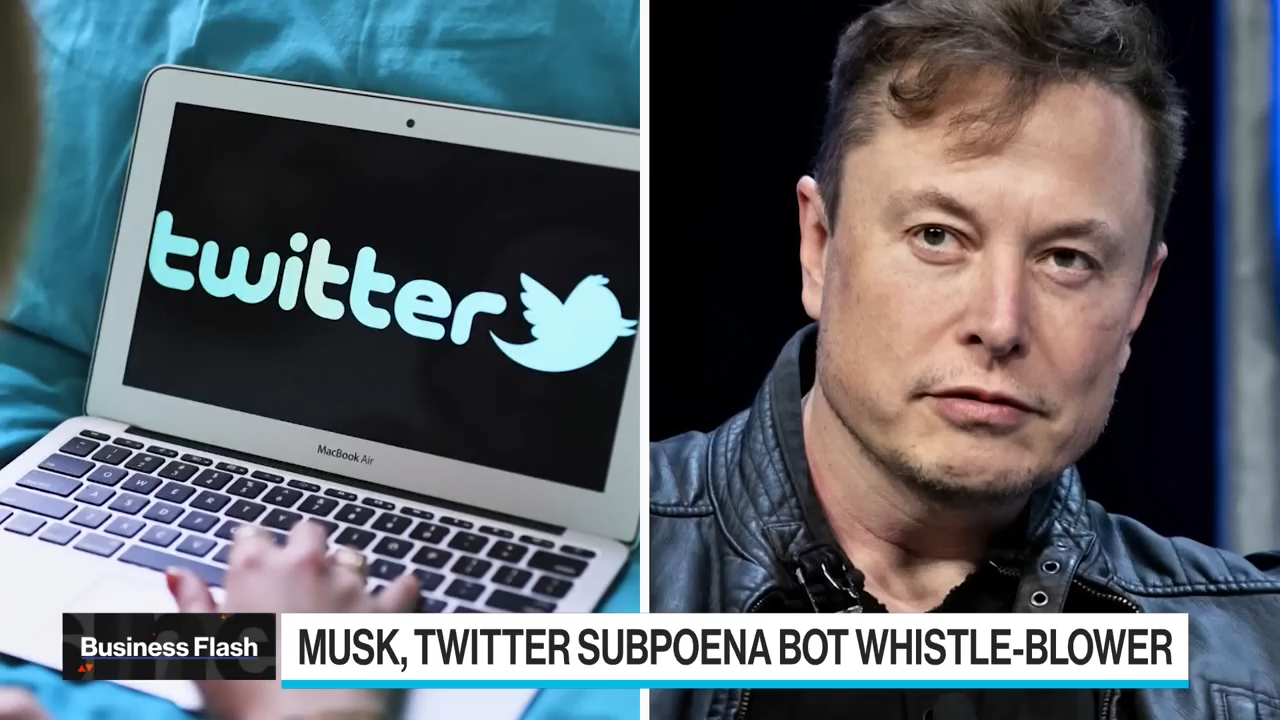 twitter
MacBook Air
Business Flash
MUSK, TWITTER SUBPOENA BOT WHISTLE-BLOWER